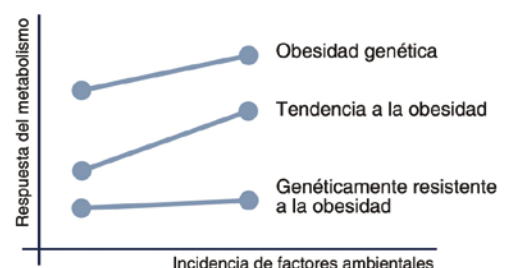 Respuesta del metabolismo
Obesidad genética
Tendencia a la obesidad
Genéticamente resistente
a la obesidad
Incidencia de factores ambientales